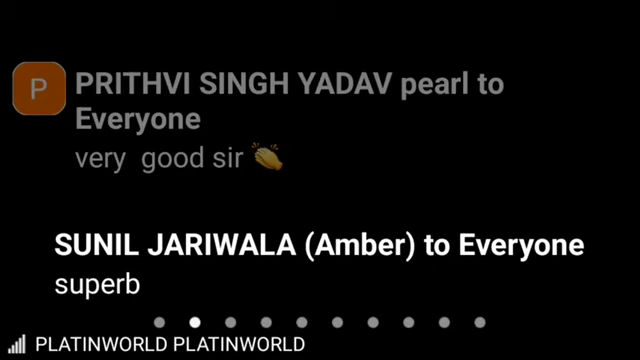 P
PRITHVI SINGH YADAV pearl to
Everyone
very good sir 👏
SUNIL JARIWALA (Amber) to Everyone
superb
PLATINWORLD PLATINWORLD